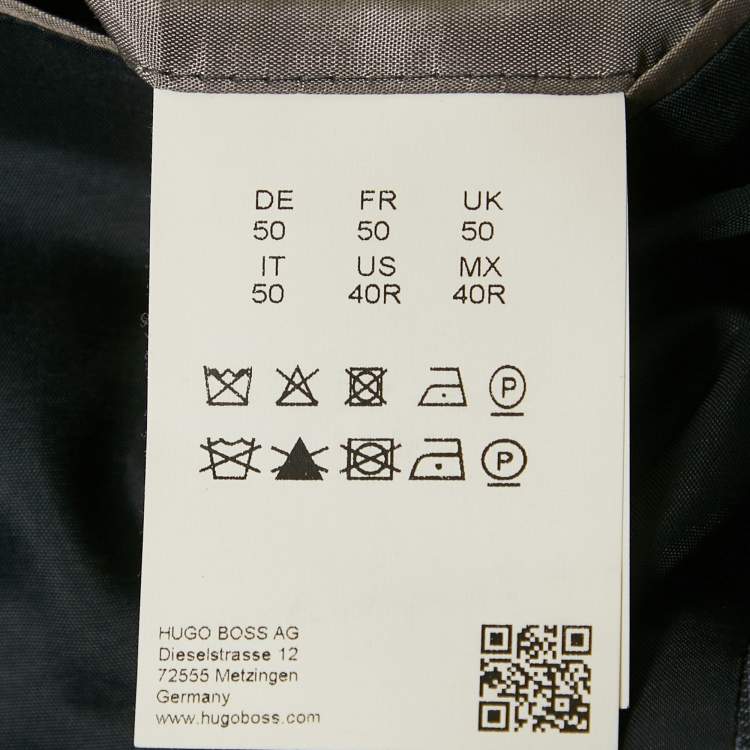 DE FR UK
50 50 50
IT US MX
50 40R 40R
P
P
HUGO BOSS AG
Dieselstrasse 12
72555 Metzingen
Germany
www.hugoboss.com